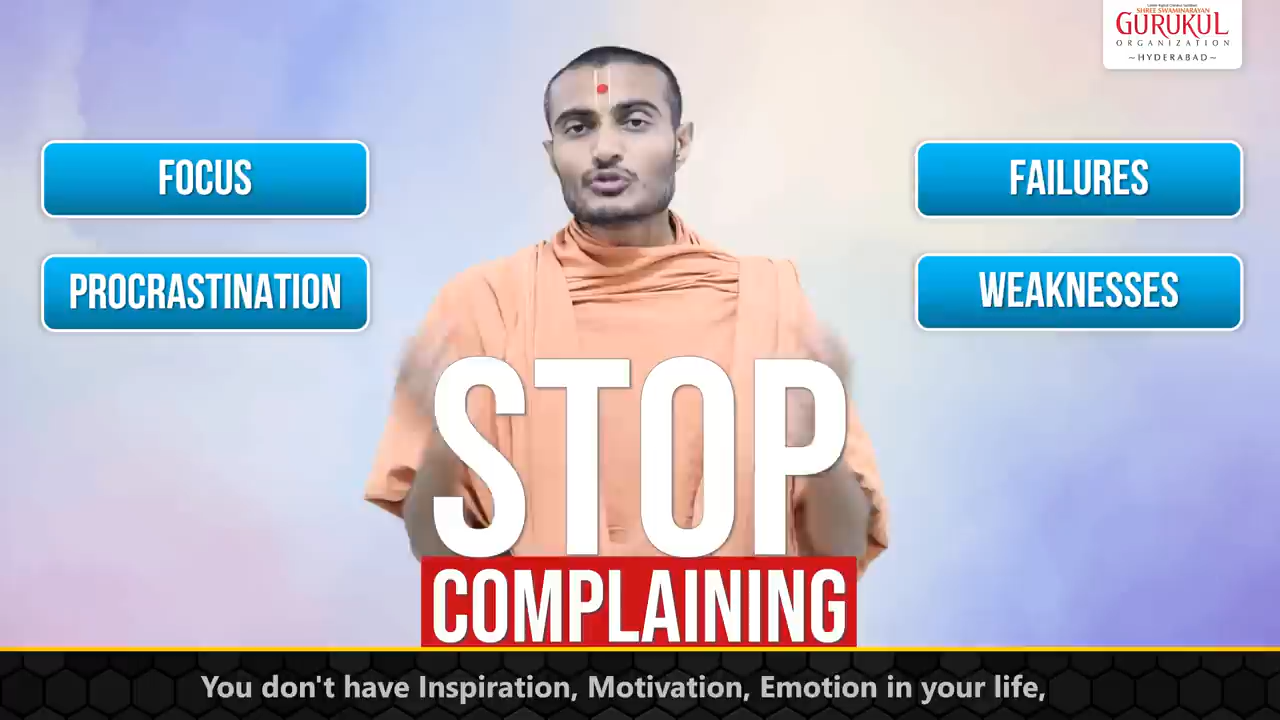 SHREE SWAMINARAYAN
GURUKUL
ORGANIZATION
~HYDERABAD~
FOCUS
FAILURES
PROCRASTINATION
WEAKNESSES
STOP
COMPLAINING
You don't have Inspiration, Motivation, Emotion in your life,